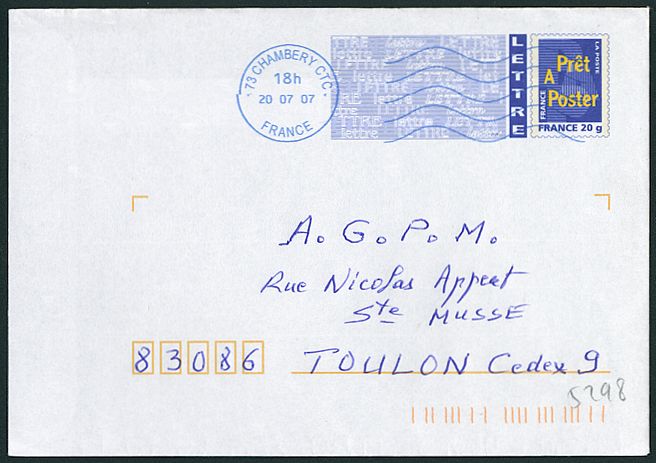 73 CHAMBERY CTC
18h
20 07 07
FRANCE
LETTRE
LA POSTE
Prêt
A
Poster
FRANCE
FRANCE 20 g
A. G. P. M.
Rue Nicolas Appert
Ste MUSSE
83086 TOULON Cedex 9
5298